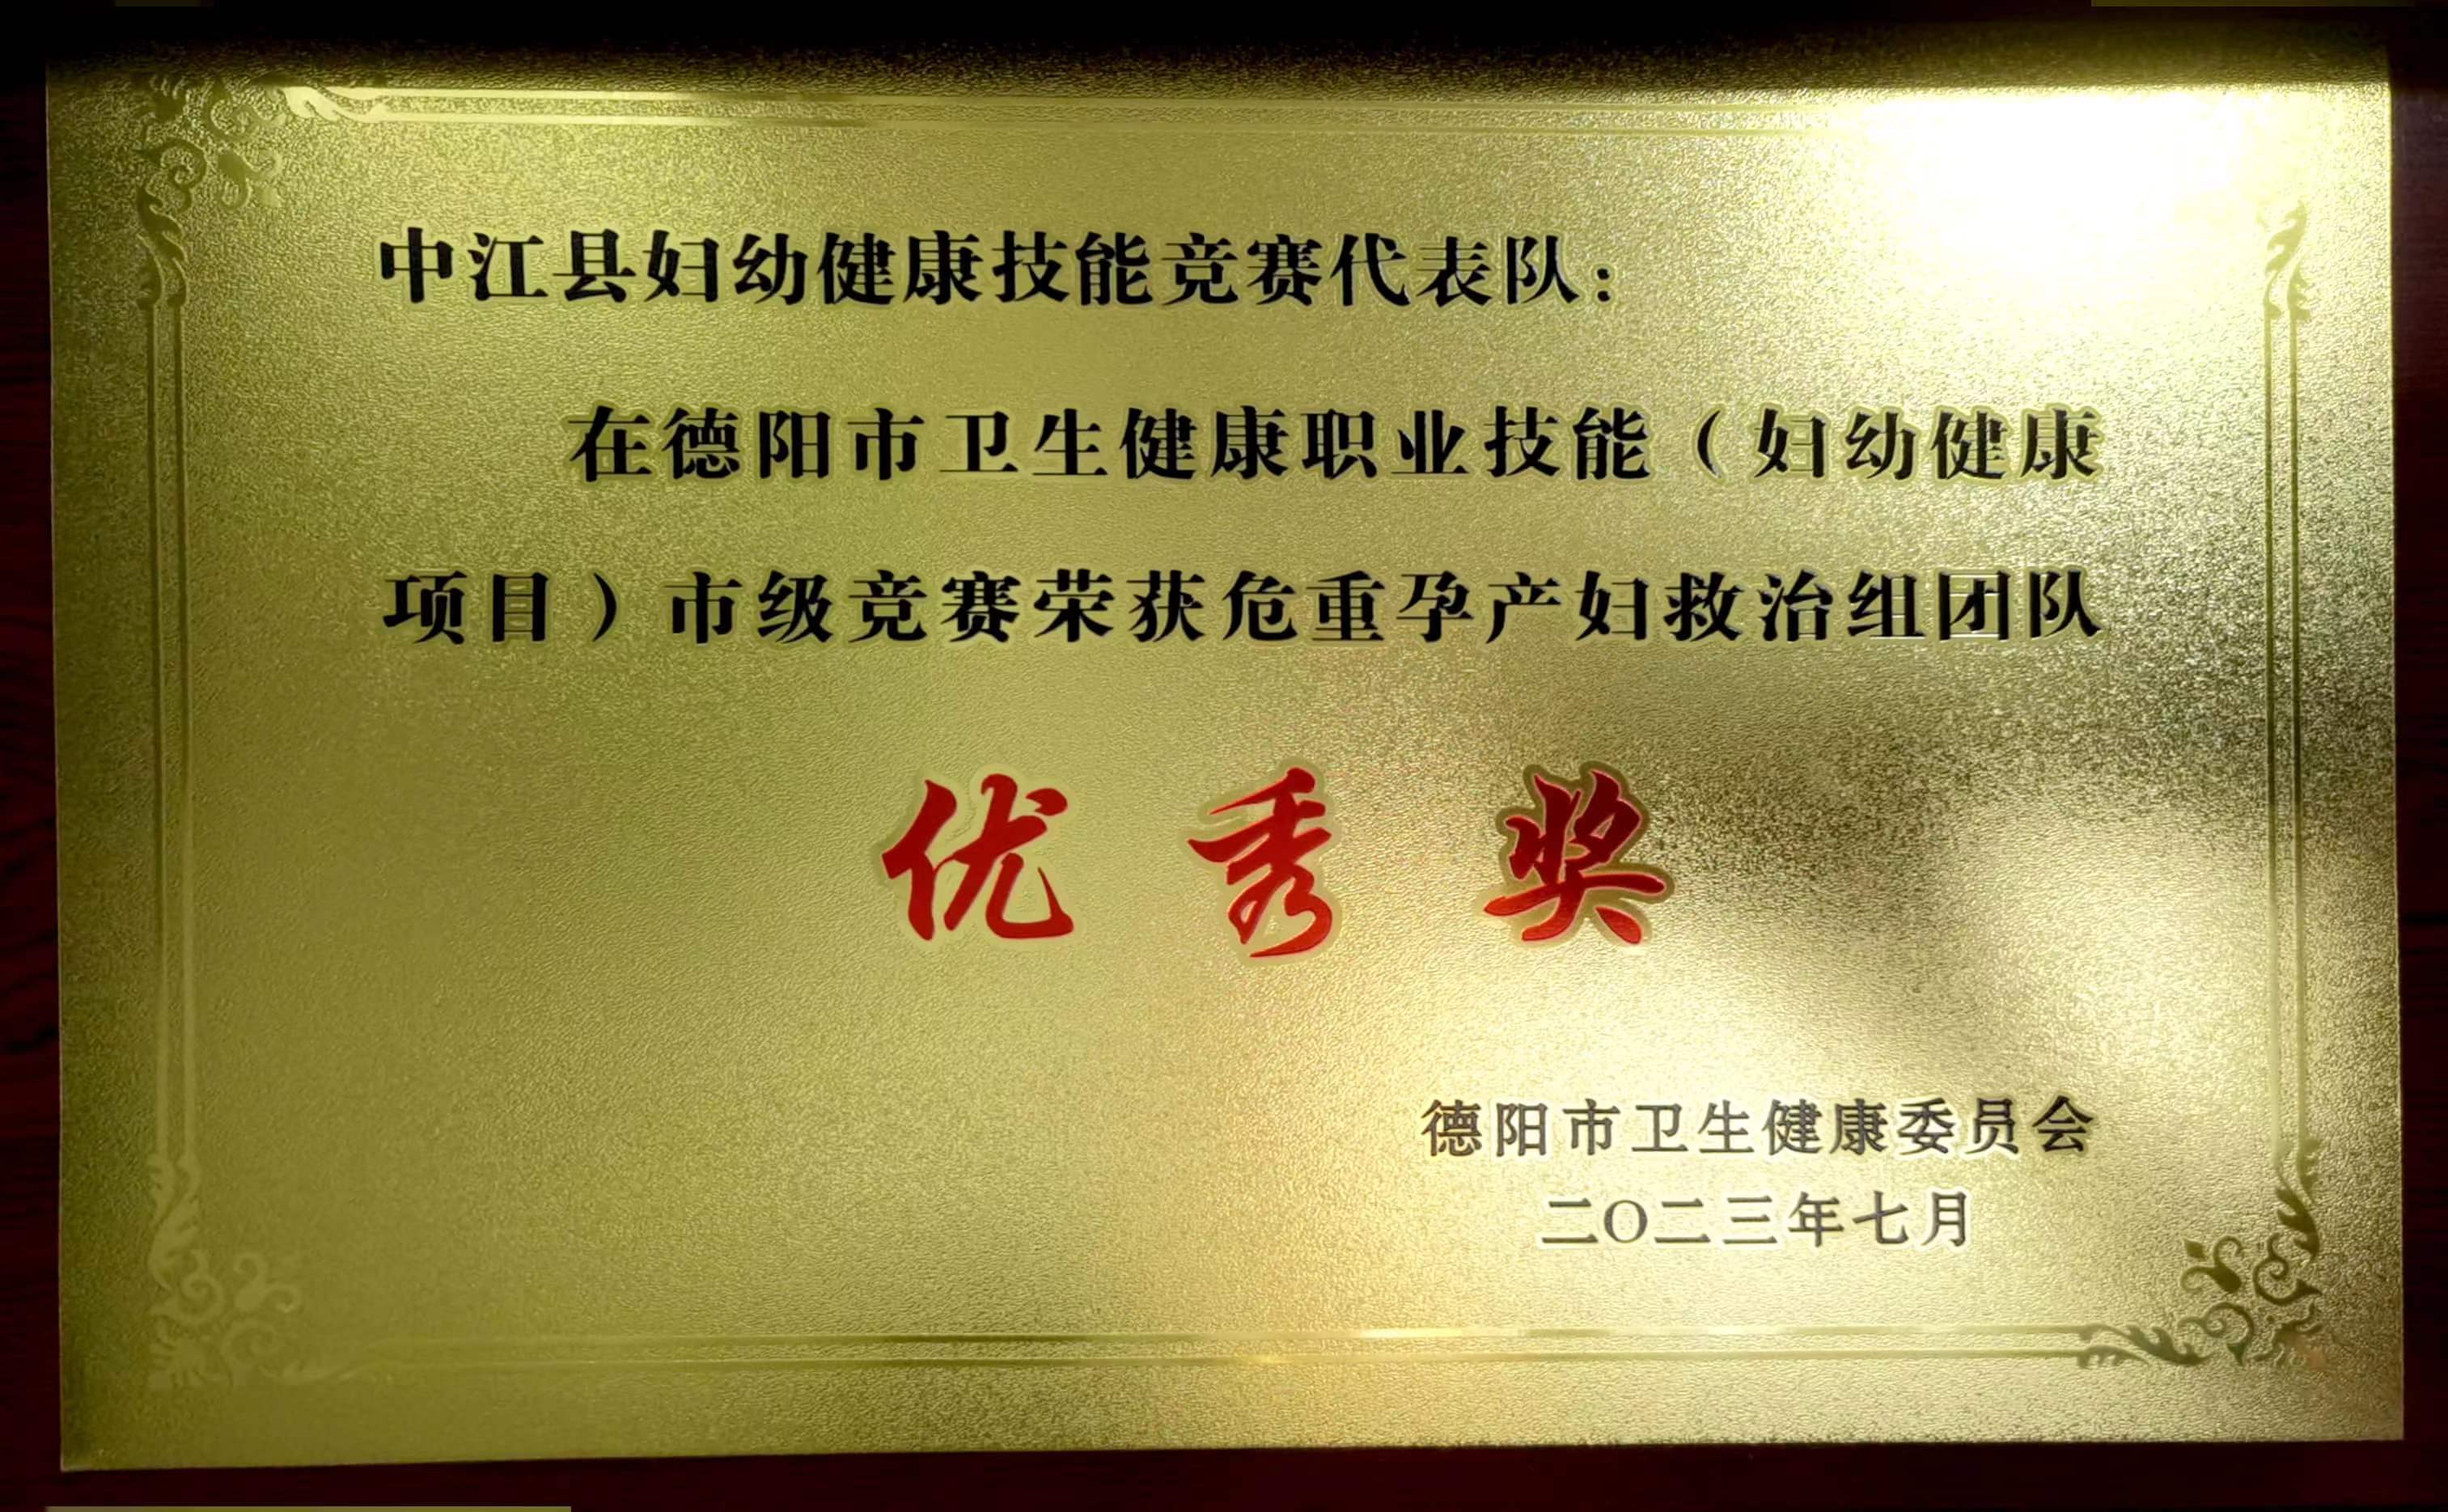 中江县妇幼健康技能竞赛代表队：
在德阳市卫生健康职业技能（妇幼健康
项目）市级竞赛荣获危重孕产妇救治组团队
优秀奖
德阳市卫生健康委员会
二〇二三年七月